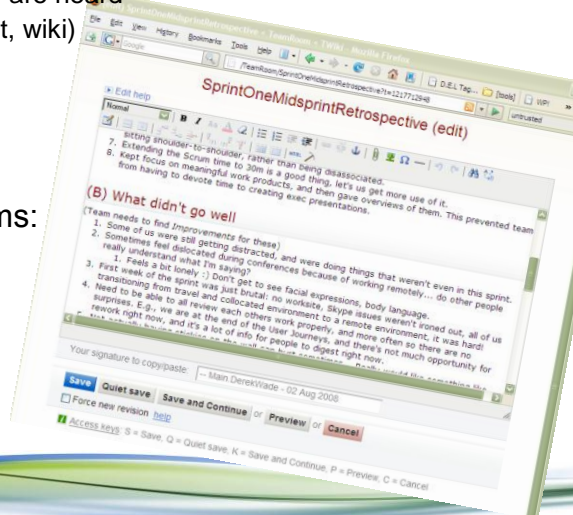 are heard
t, wiki)
ms:
SprintOneMidsprintRetrospective < TeamRoom < TWiki - Mozilla Firefox
File Edit View History Bookmarks Tools Help
Google /TeamRoom/SprintOneMidsprintRetrospective?t=1217712948 D.E.L Tag... [tools] WP! »
untrusted
SprintOneMidsprintRetrospective (edit)
Edit help
Normal
sitting shoulder-to-shoulder, rather than being disassociated.
7. Extending the Scrum time to 30m is a good thing, let's us get more use of it.
8. Kept focus on meaningful work products, and then gave overviews of them. This prevented team
from having to devote time to creating exec presentations.
(B) What didn't go well
(Team needs to find Improvements for these)
1. Some of us were still getting distracted, and were doing things that weren't even in this sprint.
2. Sometimes feel dislocated during conferences because of working remotely... do other people
really understand what I'm saying?
1. Feels a bit lonely :) Don't get to see facial expressions, body language.
3. First week of the sprint was just brutal: no worksite, Skype issues weren't ironed out, all of us
transitioning from travel and collocated environment to a remote environment, it was hard!
4. Need to be able to all review each others work properly, and more often so there are no
surprises. E.g., we are at the end of the User Journeys, and there's not much opportunity for
rework right now, and it's a lot of info for people to digest right now.
Your signature to copy/paste: -- Main.DerekWade - 02 Aug 2008
Save Quiet save Save and Continue or Preview or Cancel
Force new revision help
Access keys: S = Save, Q = Quiet save, K = Save and Continue, P = Preview, C = Cancel